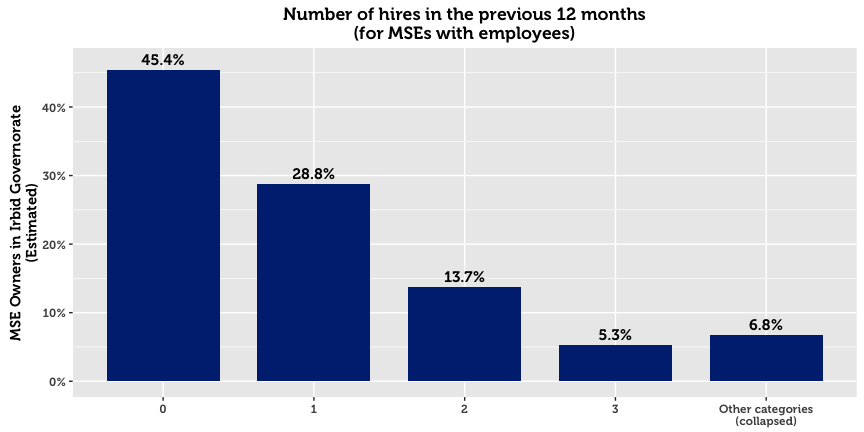 Number of hires in the previous 12 months
(for MSEs with employees)
MSE Owners in Irbid Governorate
(Estimated)
40%
30%
20%
10%
0%
45.4%
28.8%
13.7%
5.3%
6.8%
0
1
2
3
Other categories
(collapsed)